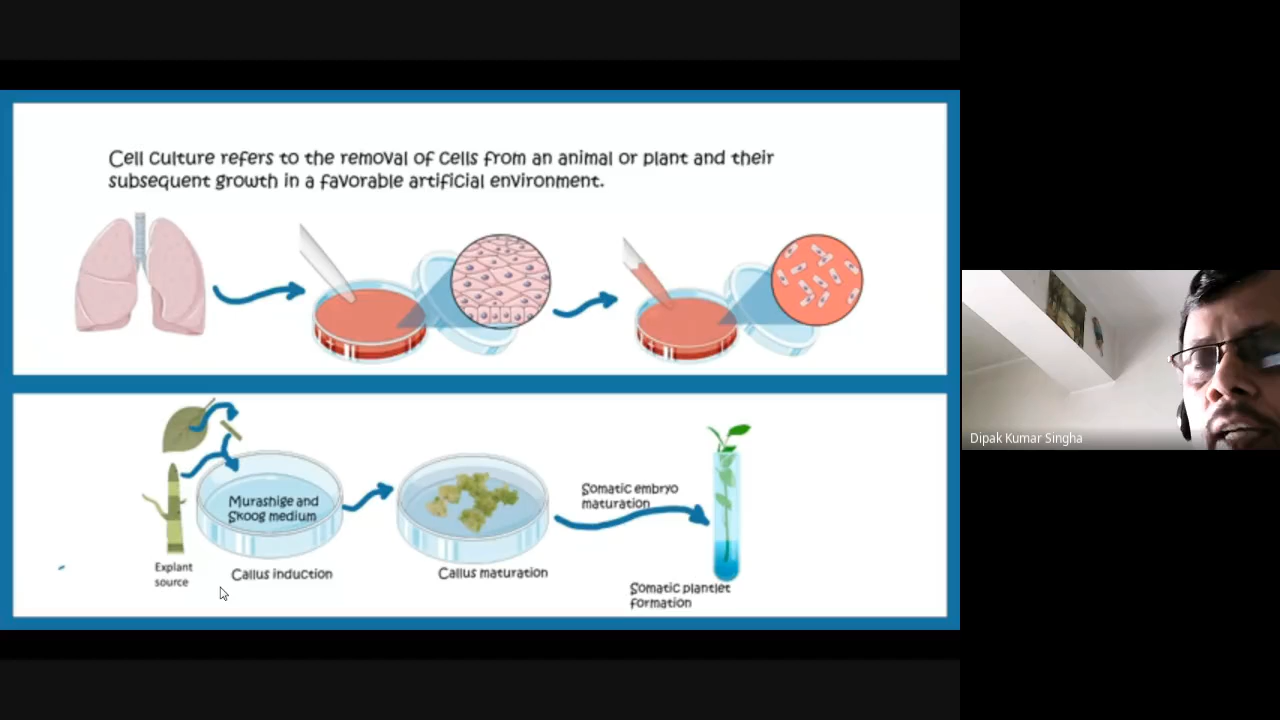 Cell Culture refers to the removal of cells from an animal or plant and their
subsequent growth in a favorable artificial environment.
Murashige and
Skoog medium
Explant
source
Callus induction
Callus maturation
Somatic embryo
maturation
Somatic plantlet
formation
Dipak Kumar Singha